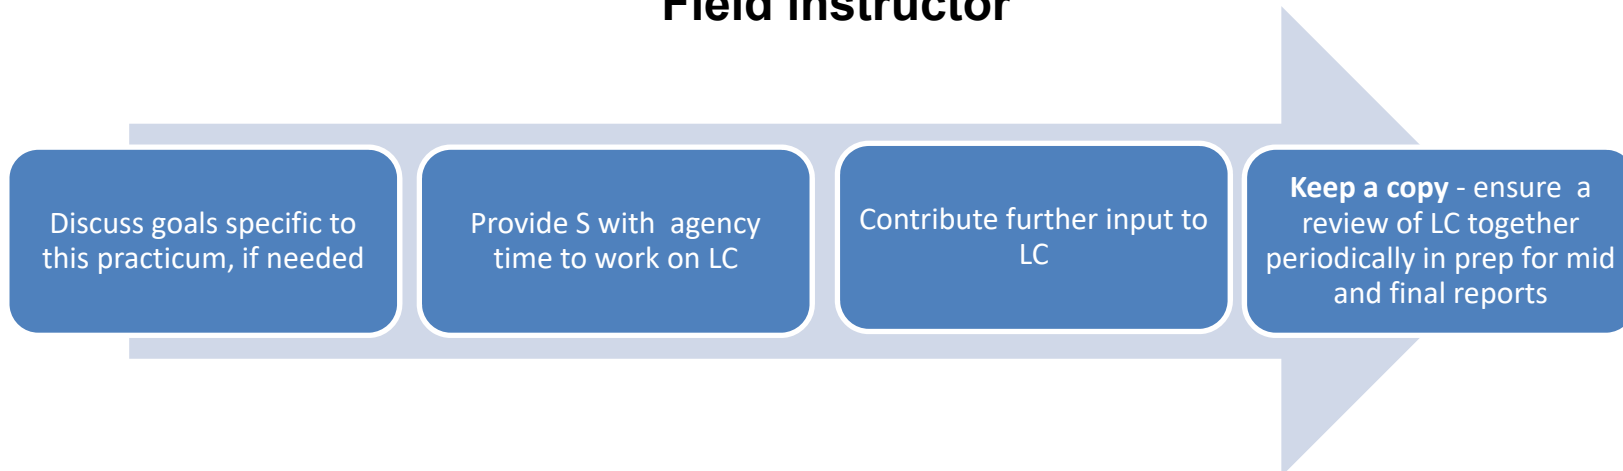 Field Instructor
Discuss goals specific to
this practicum, if needed
Provide S with agency
time to work on LC
Contribute further input to
LC
Keep a copy - ensure a
review of LC together
periodically in prep for mid
and final reports